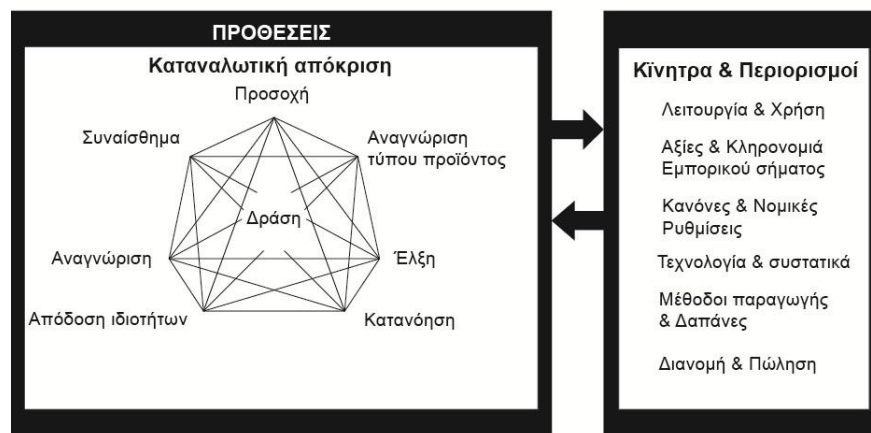 ΠΡΟΘΕΣΕΙΣ
Καταναλωτική απόκριση
Προσοχή
Συναίσθημα
Αναγνώριση
τύπου προϊόντος
Δράση
Αναγνώριση
Έλξη
Απόδοση ιδιοτήτων
Κατανόηση
Κϊνητρα & Περιορισμοί
Λειτουργία & Χρήση
Αξίες & Κληρονομιά
Εμπορικού σήματος
Κανόνες & Νομικές
Ρυθμίσεις
Τεχνολογία & συστατικά
Μέθοδοι παραγωγής
& Δαπάνες
Διανομή & Πώληση